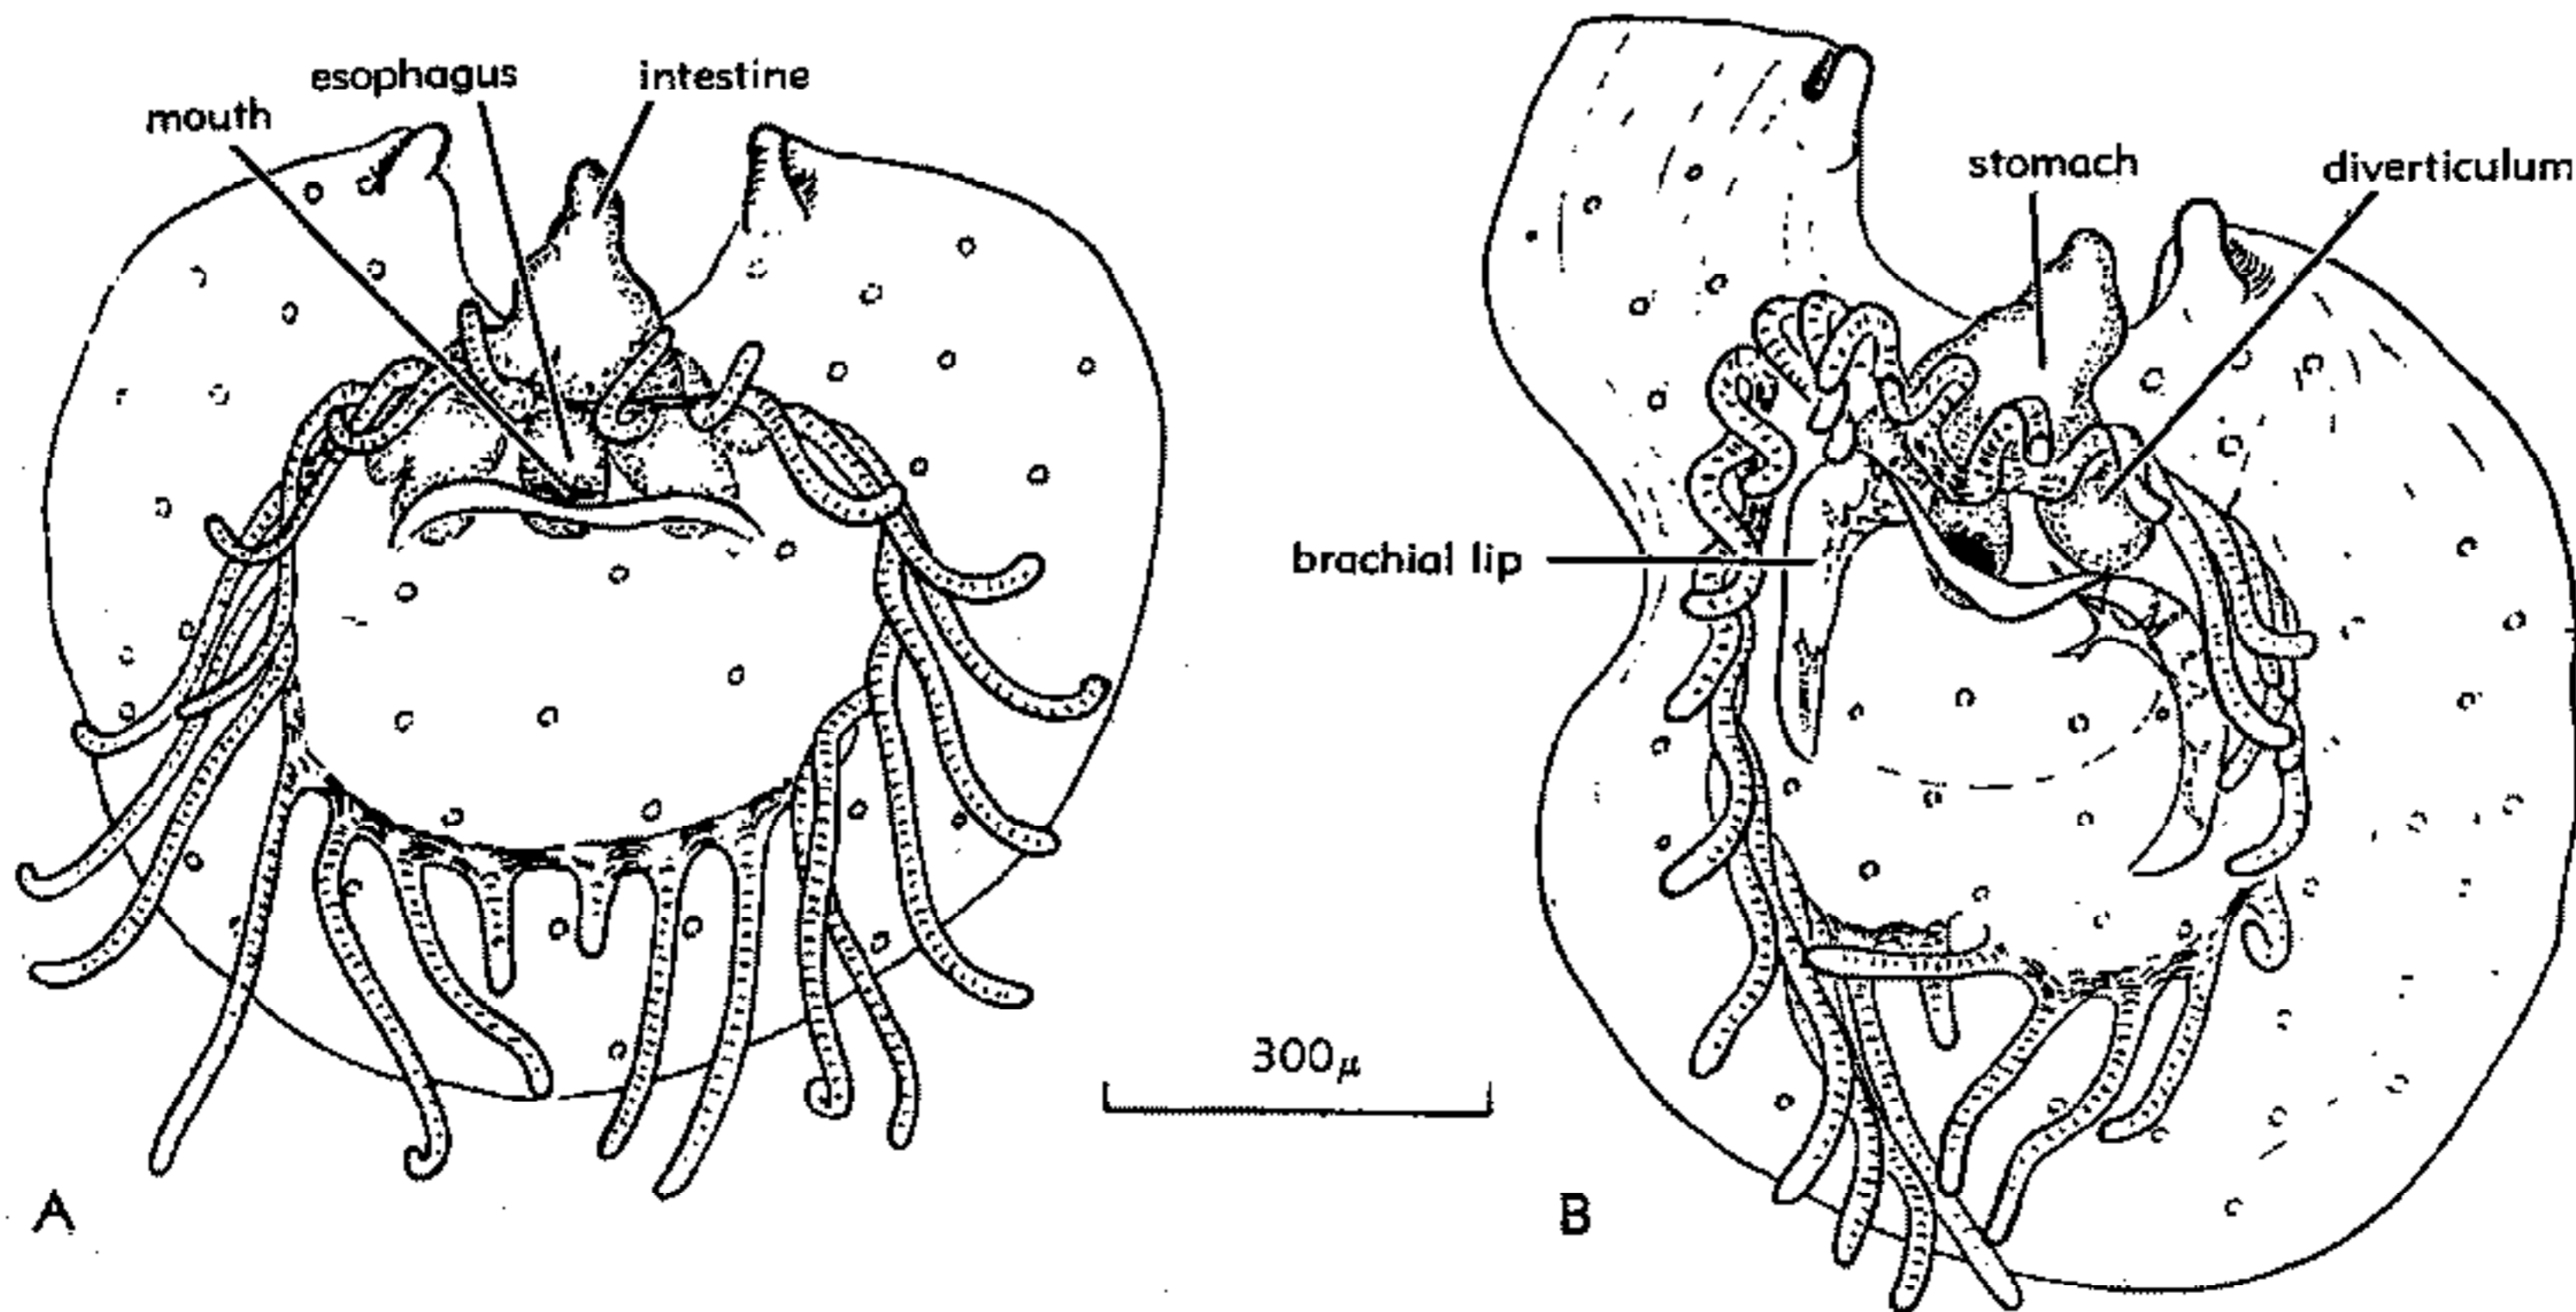 esophagus
intestine
mouth
stomach
diverticulum
brachial lip
300μ
A
B